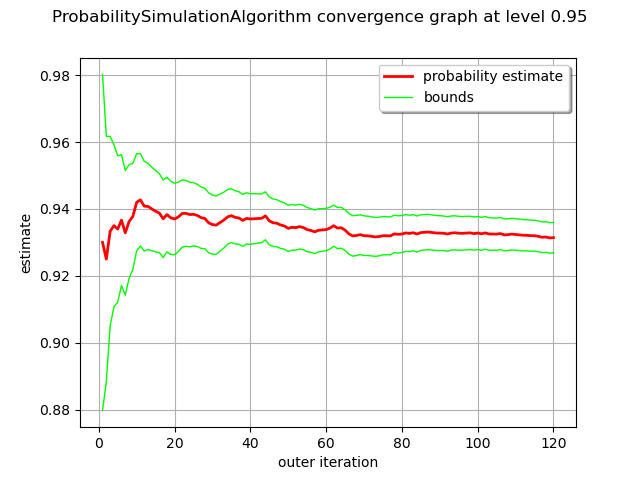 ProbabilitySimulationAlgorithm convergence graph at level 0.95
probability estimate
bounds
0.98
0.96
0.94
0.92
0.90
0.88
estimate
0 20 40 60 80 100 120
outer iteration